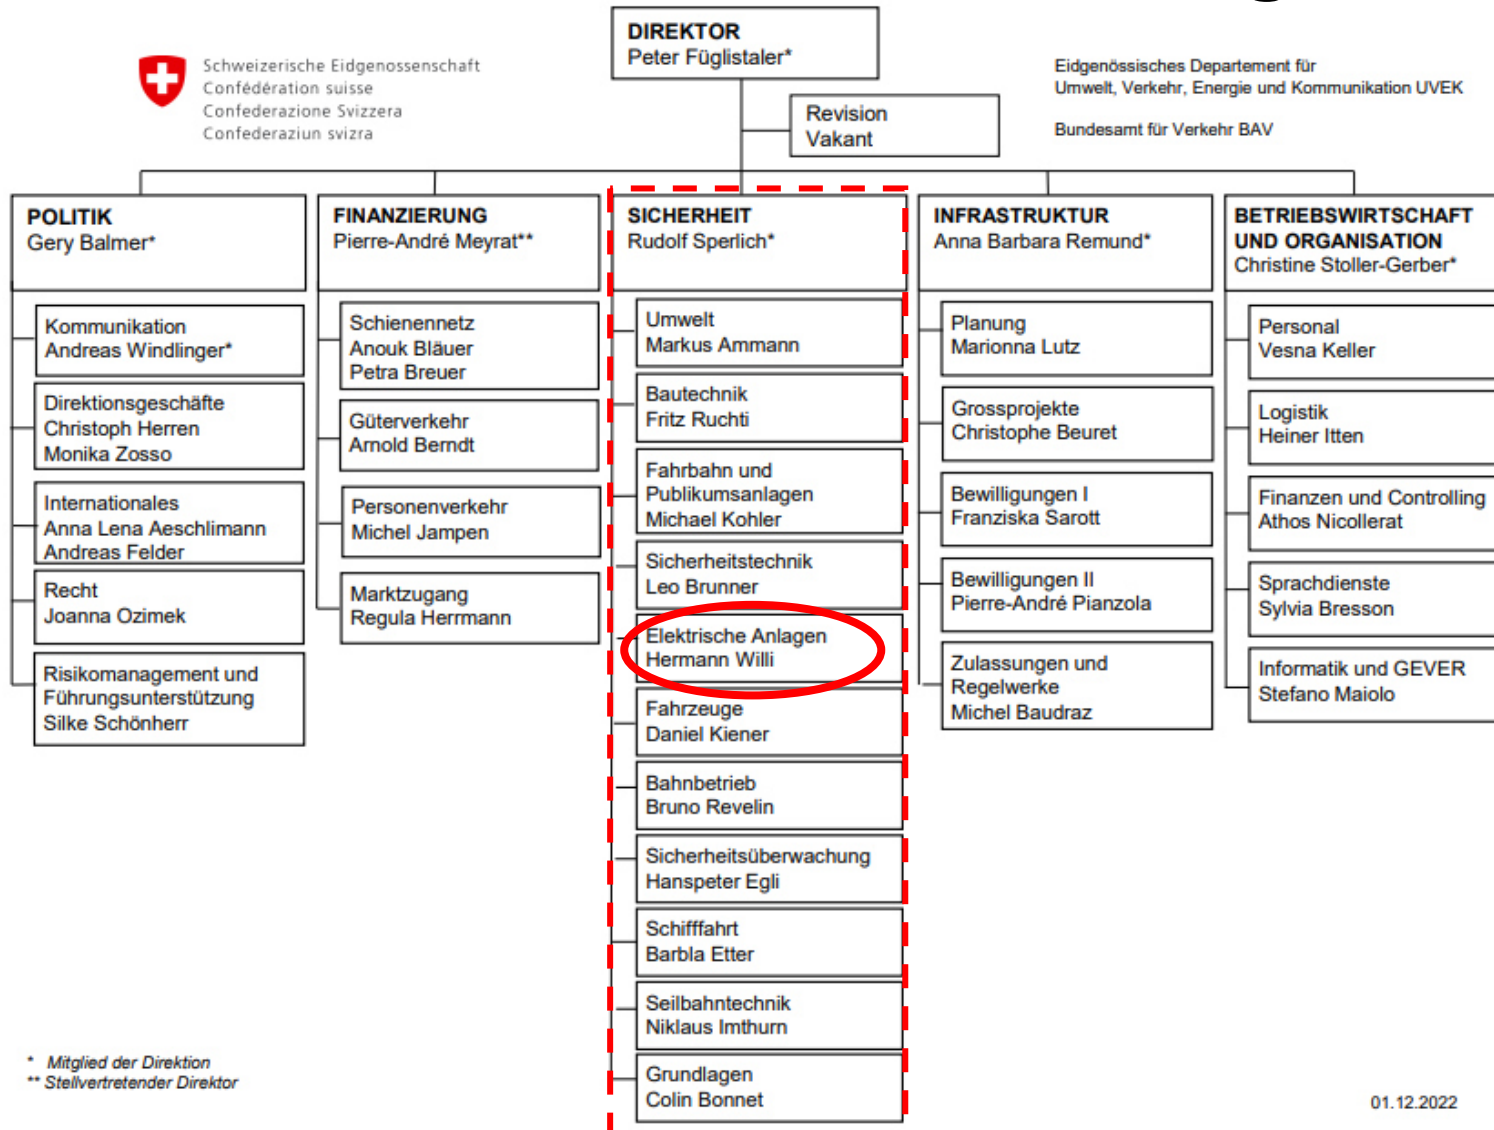 DIREKTOR
Peter Füglistaler*
Schweizerische Eidgenossenschaft
Confédération suisse
Confederazione Svizzera
Confederaziun svizra
Eidgenössisches Departement für
Umwelt, Verkehr, Energie und Kommunikation UVEK
Bundesamt für Verkehr BAV
Revision
Vakant
POLITIK
Gery Balmer*
Kommunikation
Andreas Windlinger*
Direktionsgeschäfte
Christoph Herren
Monika Zosso
Internationales
Anna Lena Aeschlimann
Andreas Felder
Recht
Joanna Ozimek
Risikomanagement und
Führungsunterstützung
Silke Schönherr
FINANZIERUNG
Pierre-André Meyrat**
Schienennetz
Anouk Bläuer
Petra Breuer
Güterverkehr
Arnold Berndt
Personenverkehr
Michel Jampen
Marktzugang
Regula Herrmann
SICHERHEIT
Rudolf Sperlich*
Umwelt
Markus Ammann
Bautechnik
Fritz Ruchti
Fahrbahn und
Publikumsanlagen
Michael Kohler
Sicherheitstechnik
Leo Brunner
Elektrische Anlagen
Hermann Willi
Fahrzeuge
Daniel Kiener
Bahnbetrieb
Bruno Revelin
Sicherheitsüberwachung
Hanspeter Egli
Schifffahrt
Barbla Etter
Seilbahntechnik
Niklaus Imthurn
Grundlagen
Colin Bonnet
INFRASTRUKTUR
Anna Barbara Remund*
Planung
Marionna Lutz
Grossprojekte
Christophe Beuret
Bewilligungen I
Franziska Sarott
Bewilligungen II
Pierre-André Pianzola
Zulassungen und
Regelwerke
Michel Baudraz
BETRIEBSWIRTSCHAFT
UND ORGANISATION
Christine Stoller-Gerber*
Personal
Vesna Keller
Logistik
Heiner Itten
Finanzen und Controlling
Athos Nicollerat
Sprachdienste
Sylvia Bresson
Informatik und GEVER
Stefano Maiolo
* Mitglied der Direktion
** Stellvertretender Direktor
01.12.2022